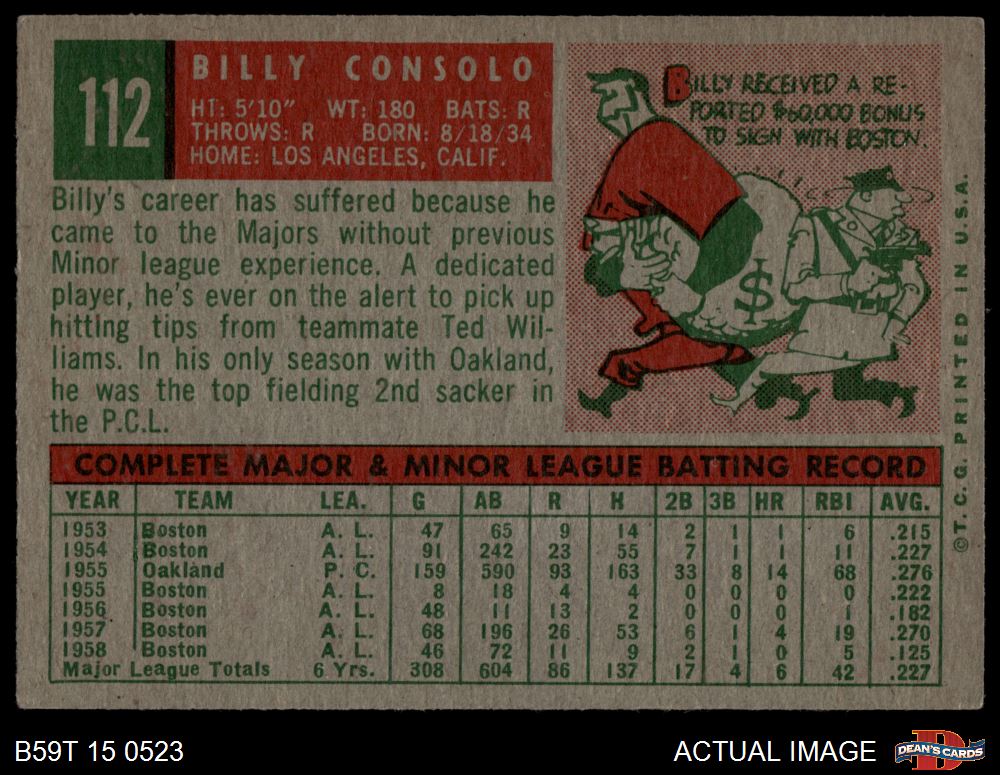 112
BILLY CONSOLO
HT: 5'10" WT: 180 BATS: R
THROWS: R BORN: 8/18/34
HOME: LOS ANGELES, CALIF.
BILLY RECEIVED A RE-
PORTED $60,000 BONUS
TO SIGN WITH BOSTON.
$
Billy's career has suffered because he
came to the Majors without previous
Minor league experience. A dedicated
player, he's ever on the alert to pick up
hitting tips from teammate Ted Wil-
liams. In his only season with Oakland,
he was the top fielding 2nd sacker in
the P.C.L.
COMPLETE MAJOR & MINOR LEAGUE BATTING RECORD
YEAR TEAM LEA. G AB R H 2B 3B HR RBI AVG.
1953 Boston A. L. 47 65 9 14 2 1 1 6 .215
1954 Boston A. L. 91 242 23 55 7 1 1 11 .227
1955 Oakland P. C. 159 590 93 163 33 8 14 68 .276
1955 Boston A. L. 8 18 4 4 0 0 0 0 .222
1956 Boston A. L. 48 11 13 2 0 0 0 1 .182
1957 Boston A. L. 68 196 26 53 6 1 4 19 .270
1958 Boston A. L. 46 72 11 9 2 1 0 5 .125
Major League Totals 6 Yrs. 308 604 86 137 17 4 6 42 .227
© T. C. G. PRINTED IN U.S.A.
B59T 15 0523
ACTUAL IMAGE
DEAN'S CARDS